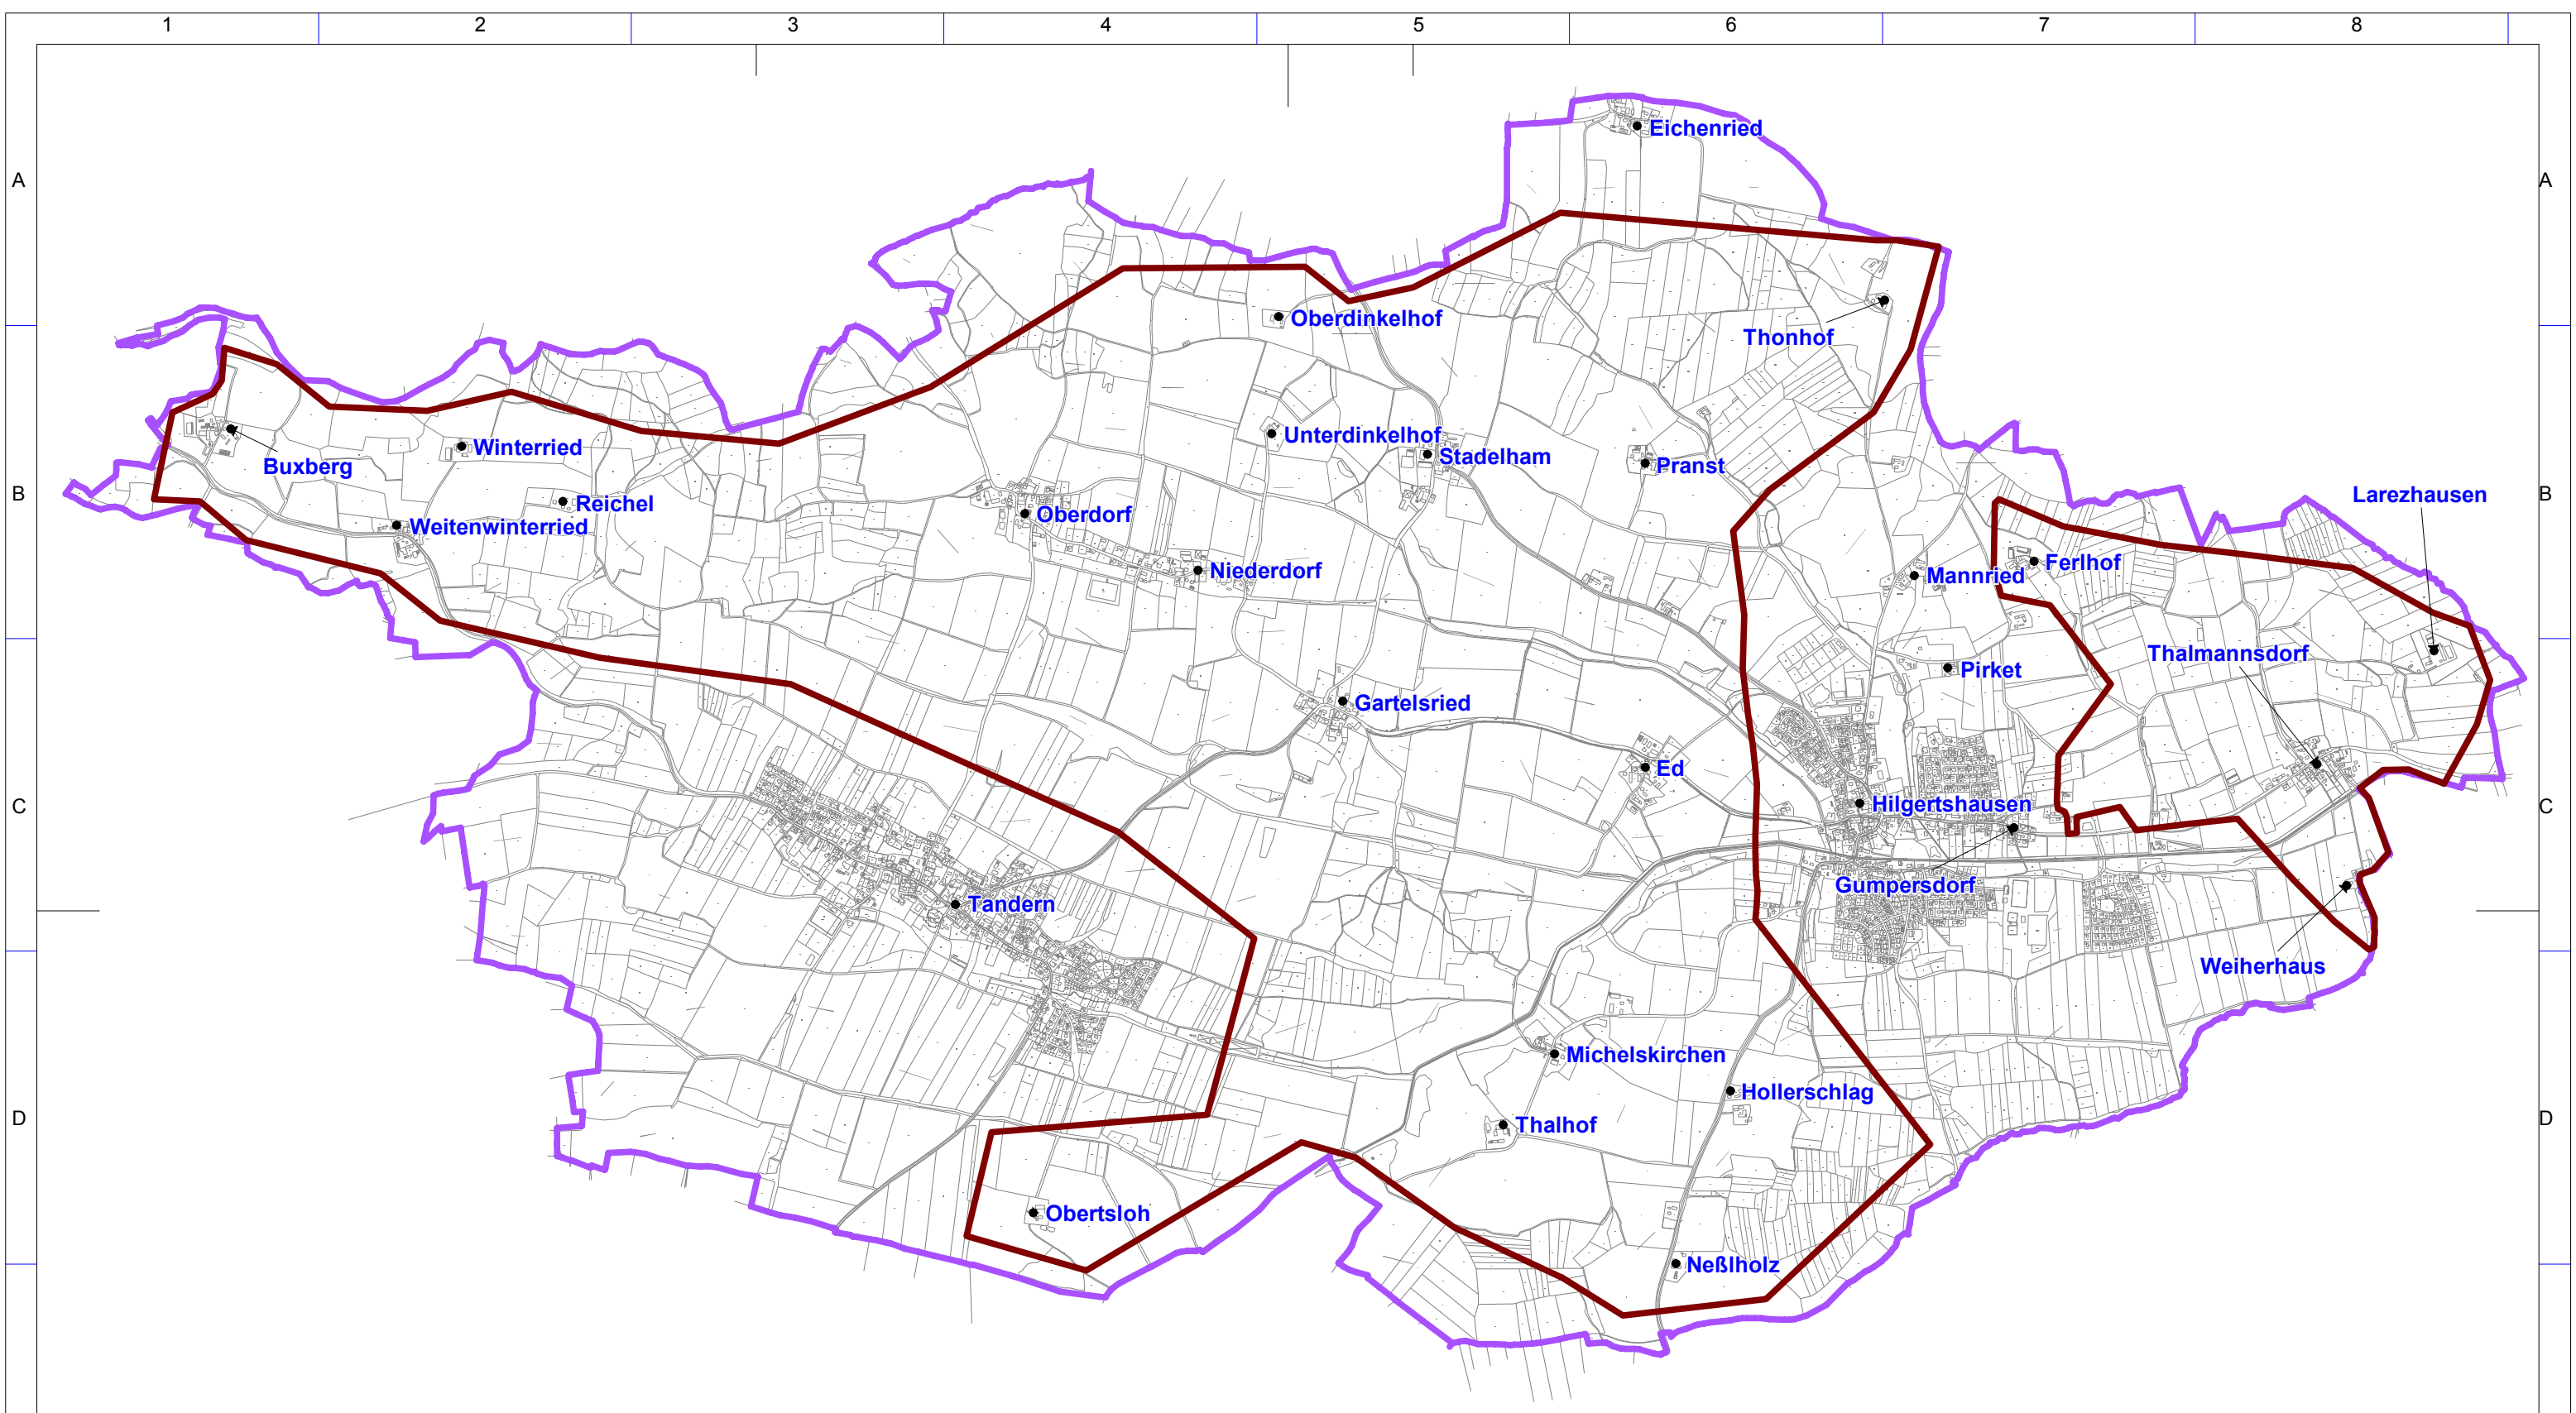 1 2 3 4 5 6 7 8
Eichenried
A A
Oberdinkelhof
Thonhof
Unterdinkelhof
Winterried
Stadelham
Buxberg
Pranst
B B
Larezhausen
Reichel
Oberdorf
Weitenwinterried
Ferlhof
Niederdorf
Mannried
Thalmannsdorf
Pirket
Gartelsried
Ed
Hilgertshausen
C C
Gumpersdorf
Tandern
Weiherhaus
Michelskirchen
Hollerschlag
D D
Thalhof
Obertsloh
Neßlholz